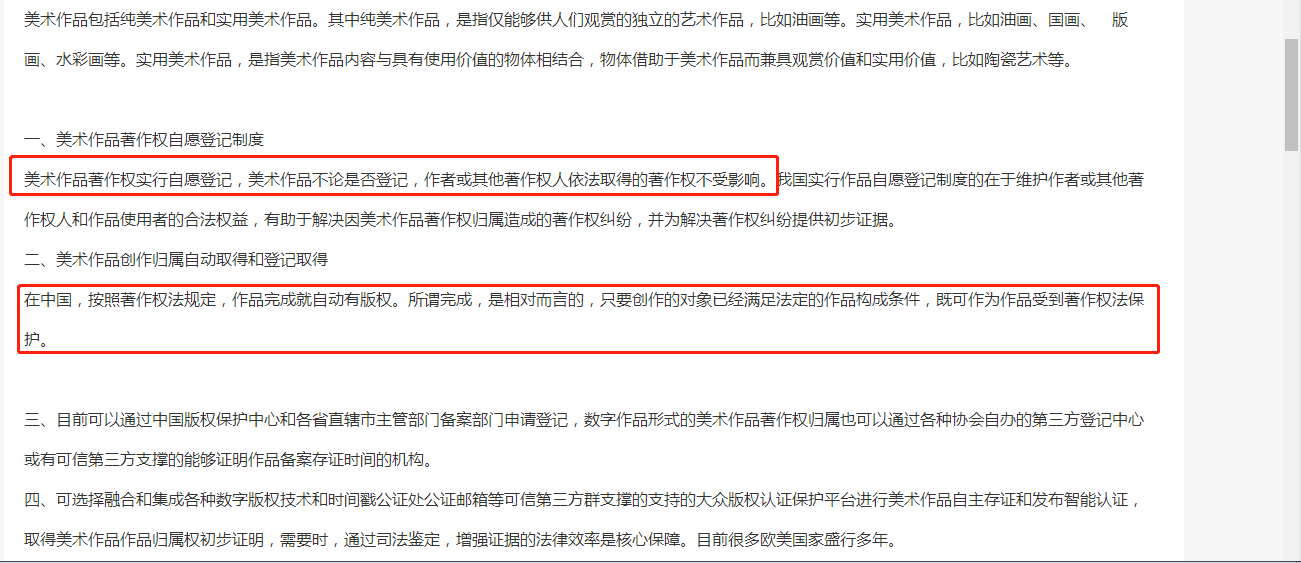 美术作品包括纯美术作品和实用美术作品。其中纯美术作品，是指仅能够供人们观赏的独立的艺术作品，比如油画等。实用美术作品，比如油画、国画、　版
画、水彩画等。实用美术作品，是指美术作品内容与具有使用价值的物体相结合，物体借助于美术作品而兼具观赏价值和实用价值，比如陶瓷艺术等。
一、美术作品著作权自愿登记制度
美术作品著作权实行自愿登记，美术作品不论是否登记，作者或其他著作权人依法取得的著作权不受影响。我国实行作品自愿登记制度的在于维护作者或其他著
作权人和作品使用者的合法权益，有助于解决因美术作品著作权归属造成的著作权纠纷，并为解决著作权纠纷提供初步证据。
二、美术作品创作归属自动取得和登记取得
在中国，按照著作权法规定，作品完成就自动有版权。所谓完成，是相对而言的，只要创作的对象已经满足法定的作品构成条件，既可作为作品受到著作权法保
护。
三、目前可以通过中国版权保护中心和各省直辖市主管部门备案部门申请登记，数字作品形式的美术作品著作权归属也可以通过各种协会自办的第三方登记中心
或有可信第三方支撑的能够证明作品备案存证时间的机构。
四、可选择融合和集成各种数字版权技术和时间戳公证处公证邮箱等可信第三方群支撑的支持的大众版权认证保护平台进行美术作品自主存证和发布智能认证，
取得美术作品作品归属权初步证明，需要时，通过司法鉴定，增强证据的法律效率是核心保障。目前很多欧美国家盛行多年。